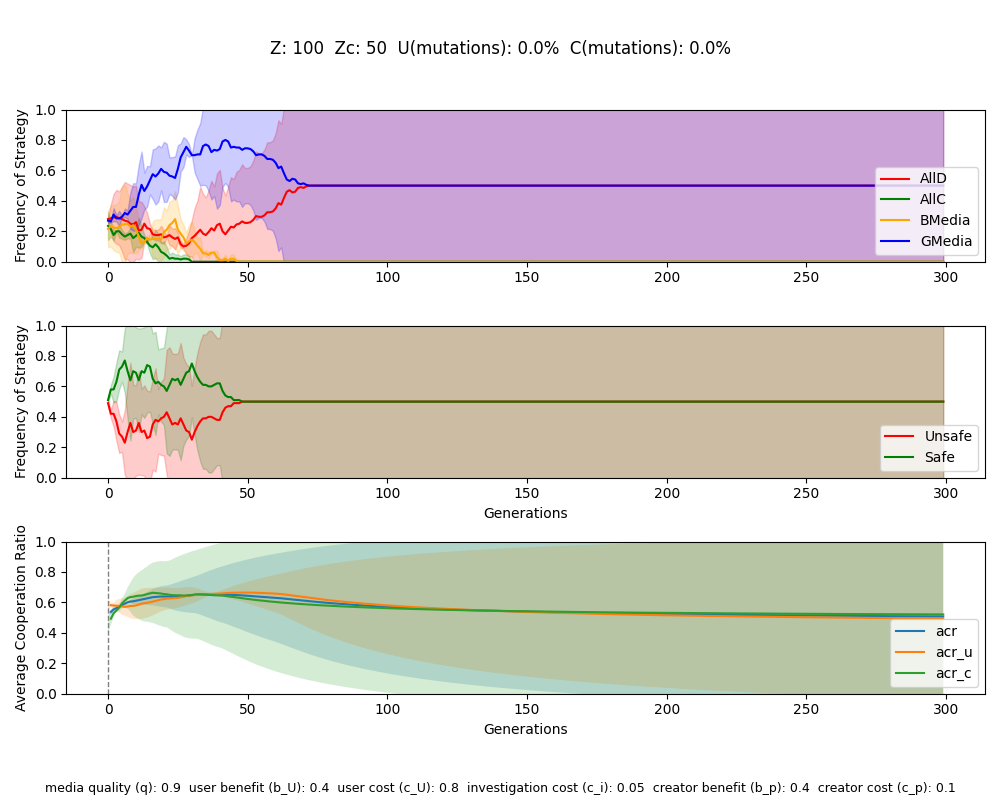 Z: 100  Zc: 50  U(mutations): 0.0%  C(mutations): 0.0%
Frequency of Strategy
1.0
0.8
0.6
0.4
0.2
0.0
0 50 100 150 200 250 300
AllD
AllC
BMedia
GMedia
Frequency of Strategy
1.0
0.8
0.6
0.4
0.2
0.0
0 50 100 150 200 250 300
Generations
Unsafe
Safe
Average Cooperation Ratio
1.0
0.8
0.6
0.4
0.2
0.0
0 50 100 150 200 250 300
Generations
acr
acr_u
acr_c
media quality (q): 0.9  user benefit (b_U): 0.4  user cost (c_U): 0.8  investigation cost (c_i): 0.05  creator benefit (b_p): 0.4  creator cost (c_p): 0.1